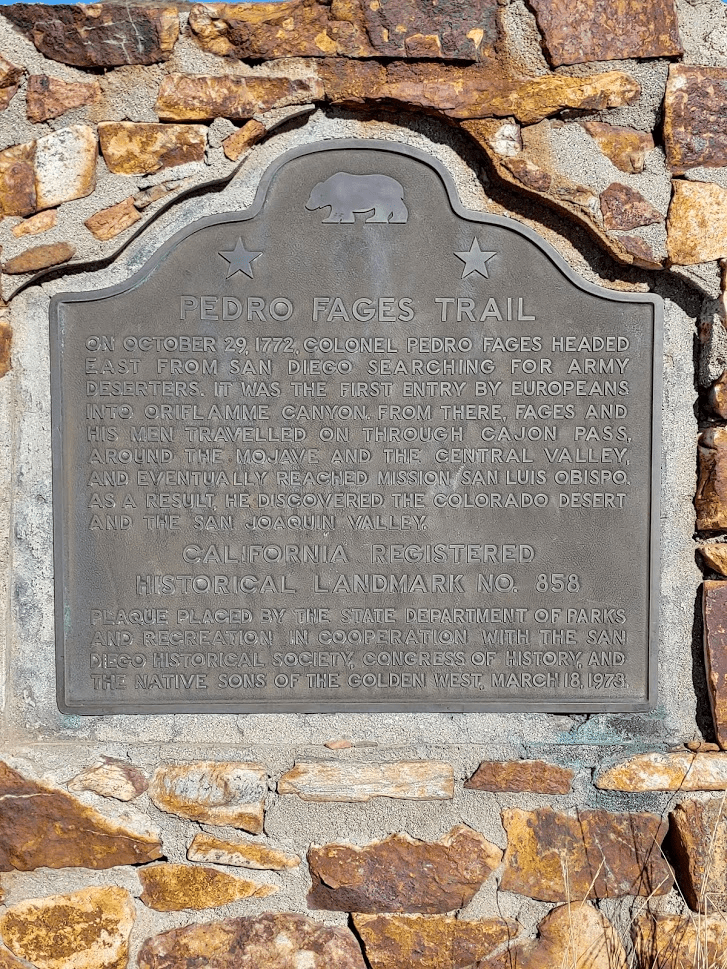 PEDRO FAGES TRAIL
ON OCTOBER 29, 1772, COLONEL PEDRO FAGES HEADED
EAST FROM SAN DIEGO SEARCHING FOR ARMY
DESERTERS. IT WAS THE FIRST ENTRY BY EUROPEANS
INTO ORIFLAMME CANYON. FROM THERE, FAGES AND
HIS MEN TRAVELLED ON THROUGH CAJON PASS,
AROUND THE MOJAVE AND THE CENTRAL VALLEY,
AND EVENTUALLY REACHED MISSION SAN LUIS OBISPO.
AS A RESULT, HE DISCOVERED THE COLORADO DESERT
AND THE SAN JOAQUIN VALLEY.
CALIFORNIA REGISTERED
HISTORICAL LANDMARK NO. 858
PLAQUE PLACED BY THE STATE DEPARTMENT OF PARKS
AND RECREATION IN COOPERATION WITH THE SAN
DIEGO HISTORICAL SOCIETY, CONGRESS OF HISTORY, AND
THE NATIVE SONS OF THE GOLDEN WEST, MARCH 18, 1973.